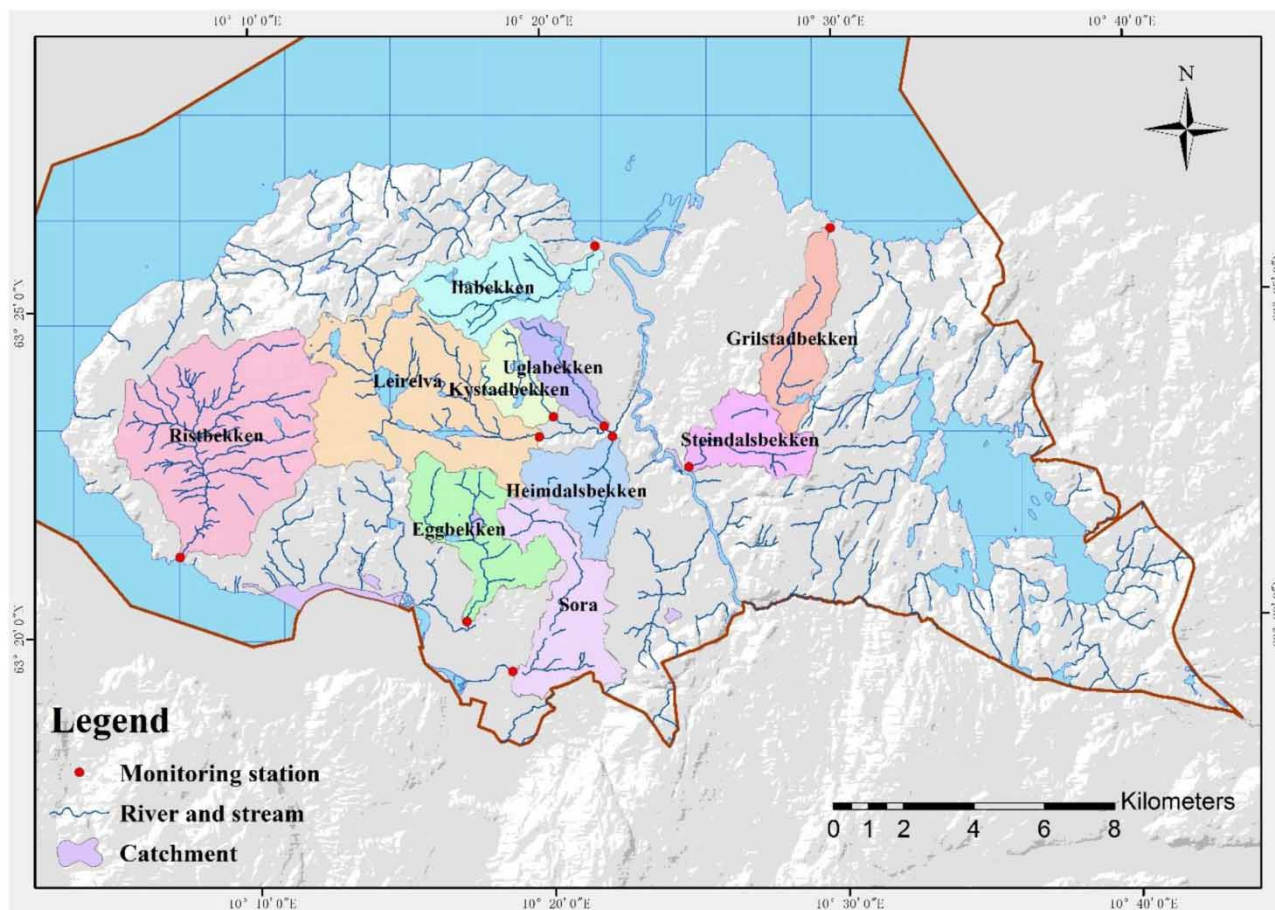 10° 10′0″E 10° 20′0″E 10° 30′0″E 10° 40′0″E
N
63° 25′0″N
63° 20′0″N
Ilabekken
Grilstadbekken
Uglabekken
Leirelva
Kystadbekken
Ristbekken
Steindalsbekken
Heimdalsbekken
Eggbekken
Sora
Legend
Monitoring station
River and stream
Catchment
Kilometers
0 1 2 4 6 8
10° 10′0″E 10° 20′0″E 10° 30′0″E 10° 40′0″E